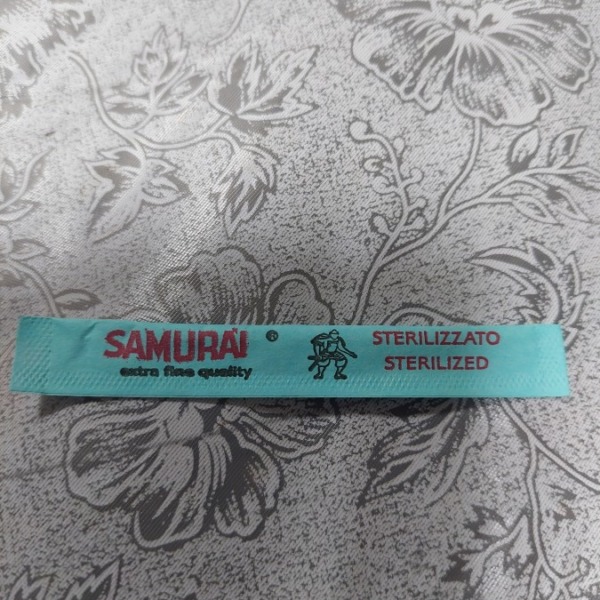 SAMURAI ®
extra fine quality
STERILIZZATO
STERILIZED